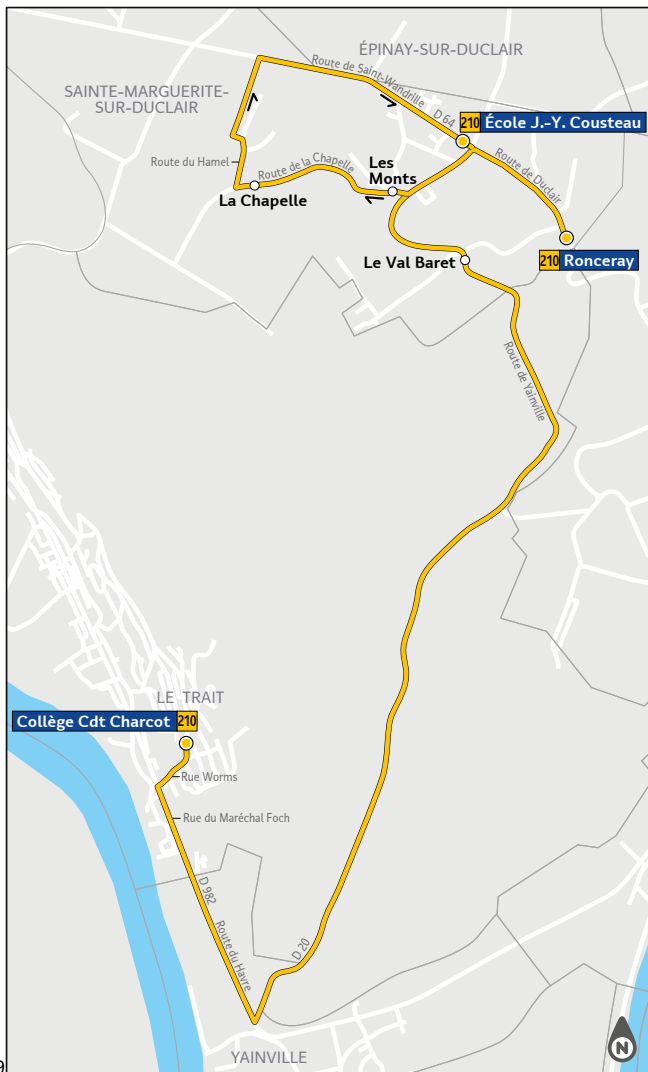 ÉPINAY-SUR-DUCLAIR
Route de Saint-Wandrille
SAINTE-MARGUERITE-
SUR-DUCLAIR
D 64
210 École J.-Y. Cousteau
Route du Hamel
Route de la Chapelle
Les
Monts
Route de Duclair
La Chapelle
Le Val Baret
210 Ronceray
Route de Yainville
LE TRAIT
Collège Cdt Charcot 210
Rue Worms
Rue du Maréchal Foch
D 982
Route du Havre
D 20
YAINVILLE
N
9